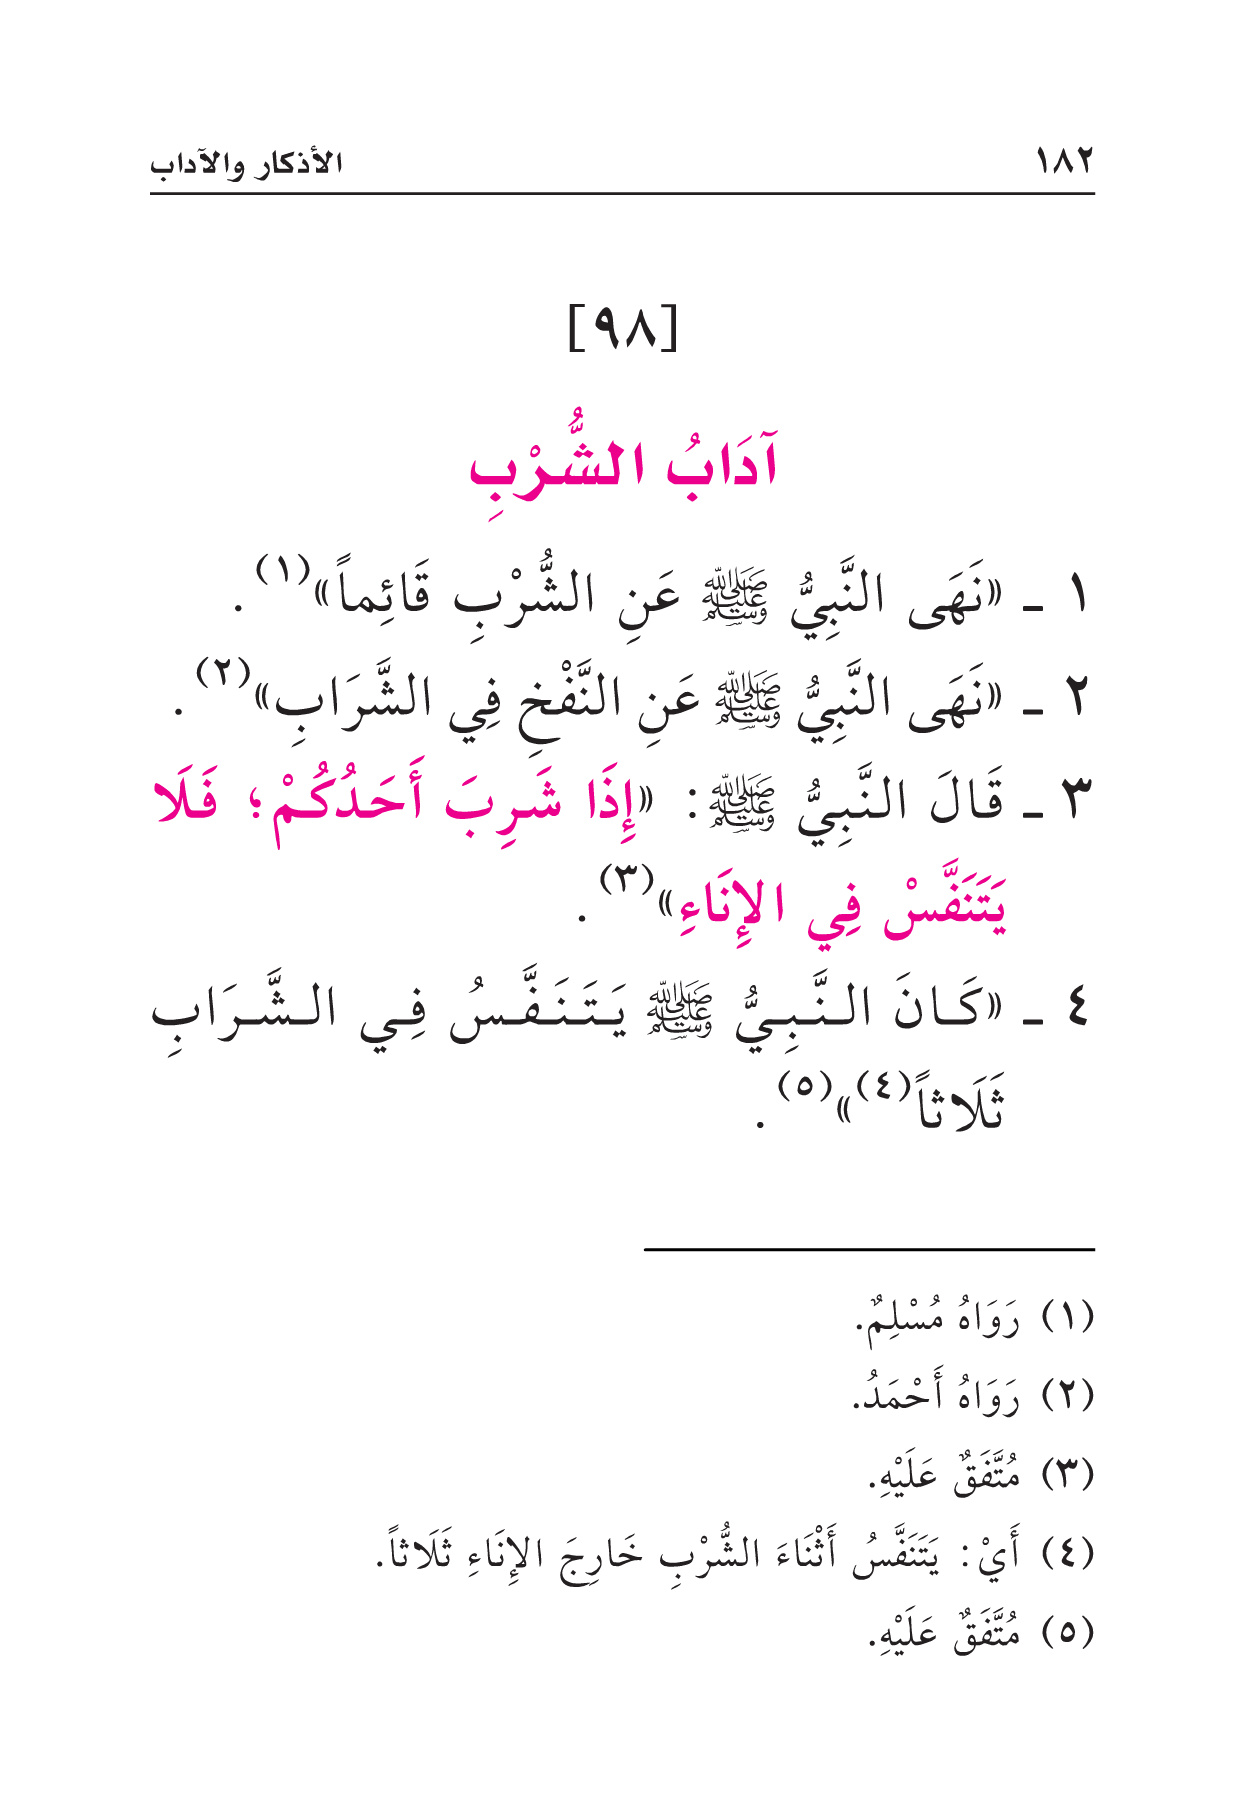 ١٨٢ الأذكار والآداب
[٩٨]
آدَابُ الشُّرْبِ
١ ـ «نَهَى النَّبِيُّ ﷺ عَنِ الشُّرْبِ قَائِماً»(١).
٢ ـ «نَهَى النَّبِيُّ ﷺ عَنِ النَّفْخِ فِي الشَّرَابِ»(٢).
٣ ـ قَالَ النَّبِيُّ ﷺ: «إِذَا شَرِبَ أَحَدُكُمْ؛ فَلَا
يَتَنَفَّسْ فِي الإِنَاءِ»(٣).
٤ ـ «كَانَ النَّبِيُّ ﷺ يَتَنَفَّسُ فِي الشَّرَابِ
ثَلَاثاً(٤)»(٥).
(١) رَوَاهُ مُسْلِمٌ.
(٢) رَوَاهُ أَحْمَدُ.
(٣) مُتَّفَقٌ عَلَيْهِ.
(٤) أَيْ: يَتَنَفَّسُ أَثْنَاءَ الشُّرْبِ خَارِجَ الإِنَاءِ ثَلَاثاً.
(٥) مُتَّفَقٌ عَلَيْهِ.